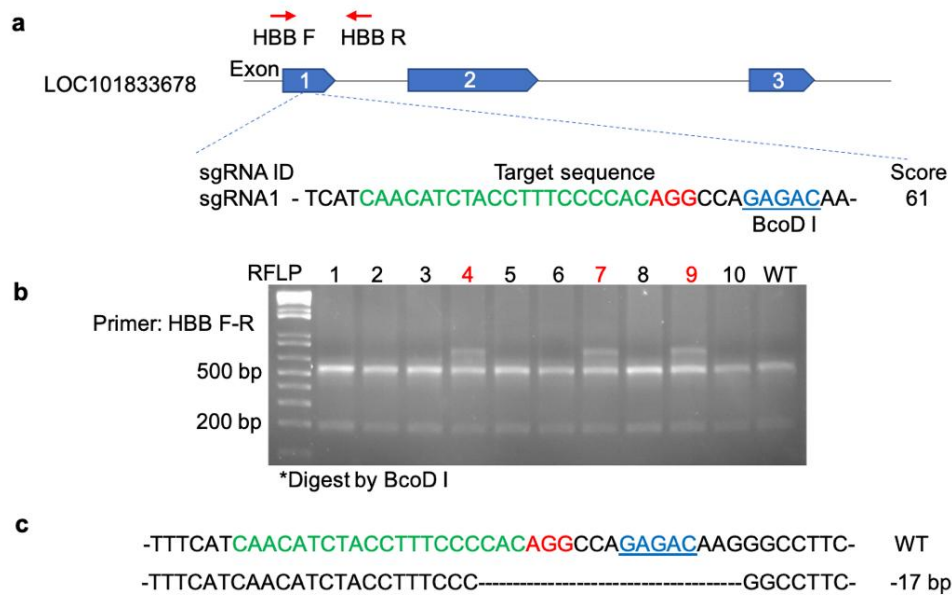 a
HBB F HBB R
LOC101833678 Exon 1 2 3
sgRNA ID Target sequence Score
sgRNA1 - TCATCAACATCTACCTTTCCCCACAGGCCAGAGACAA- 61
BcoD I
b
RFLP 1 2 3 4 5 6 7 8 9 10 WT
Primer: HBB F-R
500 bp
200 bp
*Digest by BcoD I
c
-TTTCATCAACATCTACCTTTCCCCACAGGCCAGAGACAAGGGCCTTC- WT
-TTTCATCAACATCTACCTTTCCC-----------------GGCCTTC- -17 bp